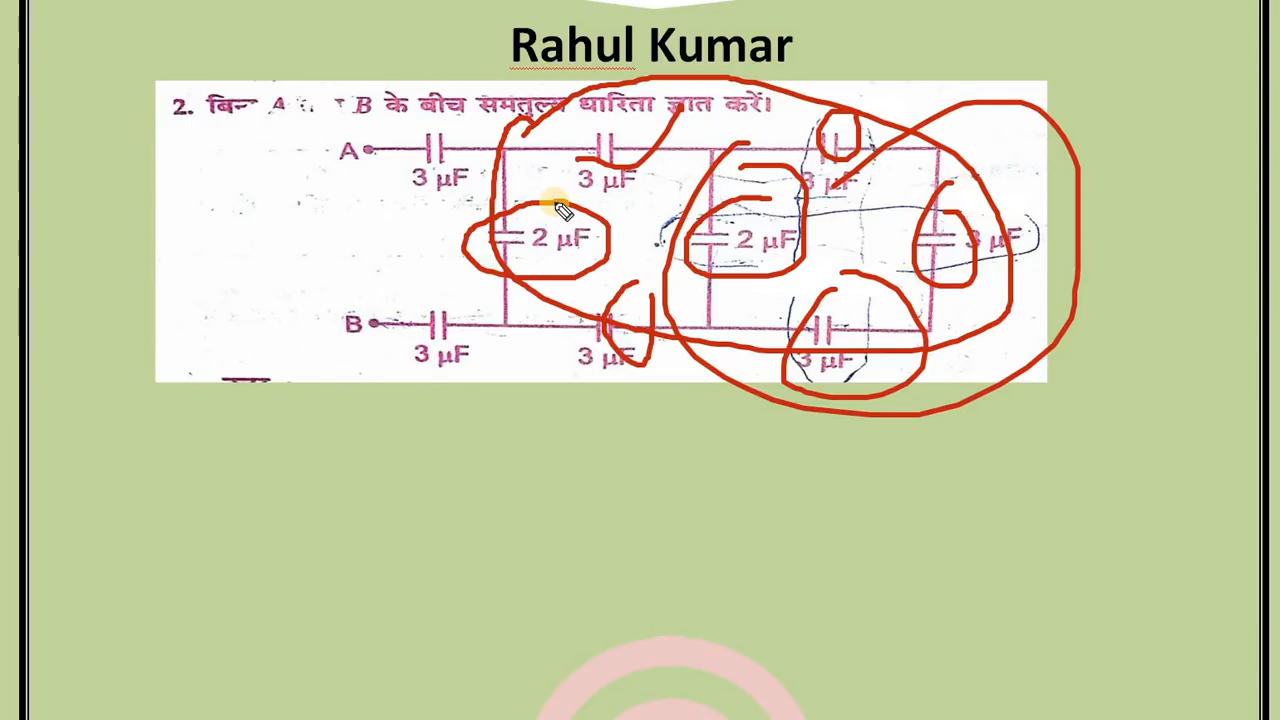 Rahul Kumar
2. A B के बीच समतुल्य धारिता ज्ञात करें।
A
3 μF 3 μF 3 μF
2 μF 2 μF 3 μF
B
3 μF 3 μF 3 μF